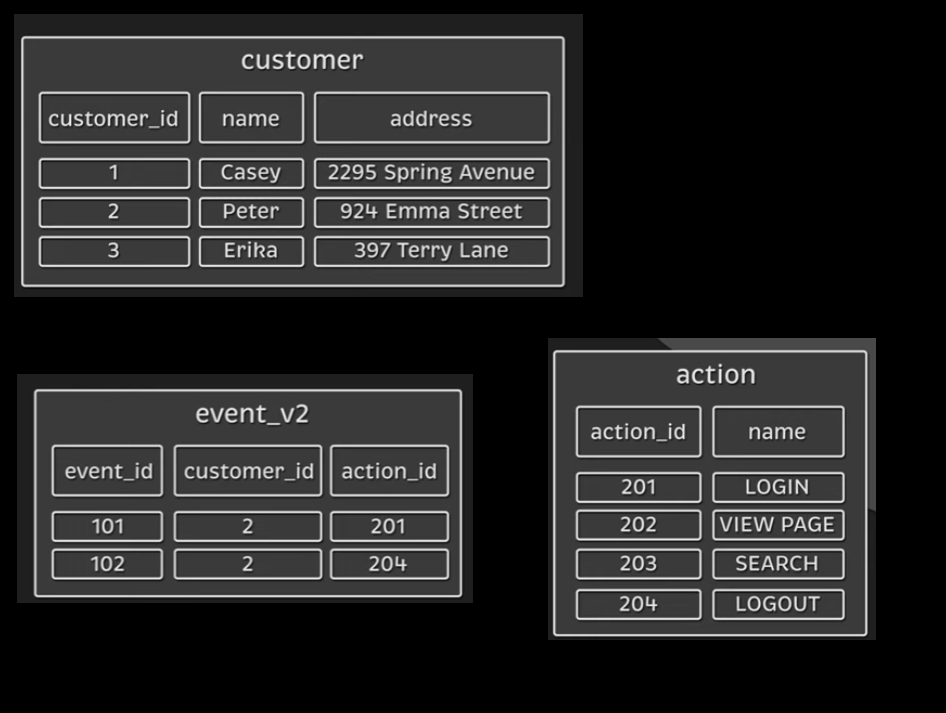 customer
customer_id name address
1 Casey 2295 Spring Avenue
2 Peter 924 Emma Street
3 Erika 397 Terry Lane
event_v2
event_id customer_id action_id
101 2 201
102 2 204
action
action_id name
201 LOGIN
202 VIEW PAGE
203 SEARCH
204 LOGOUT